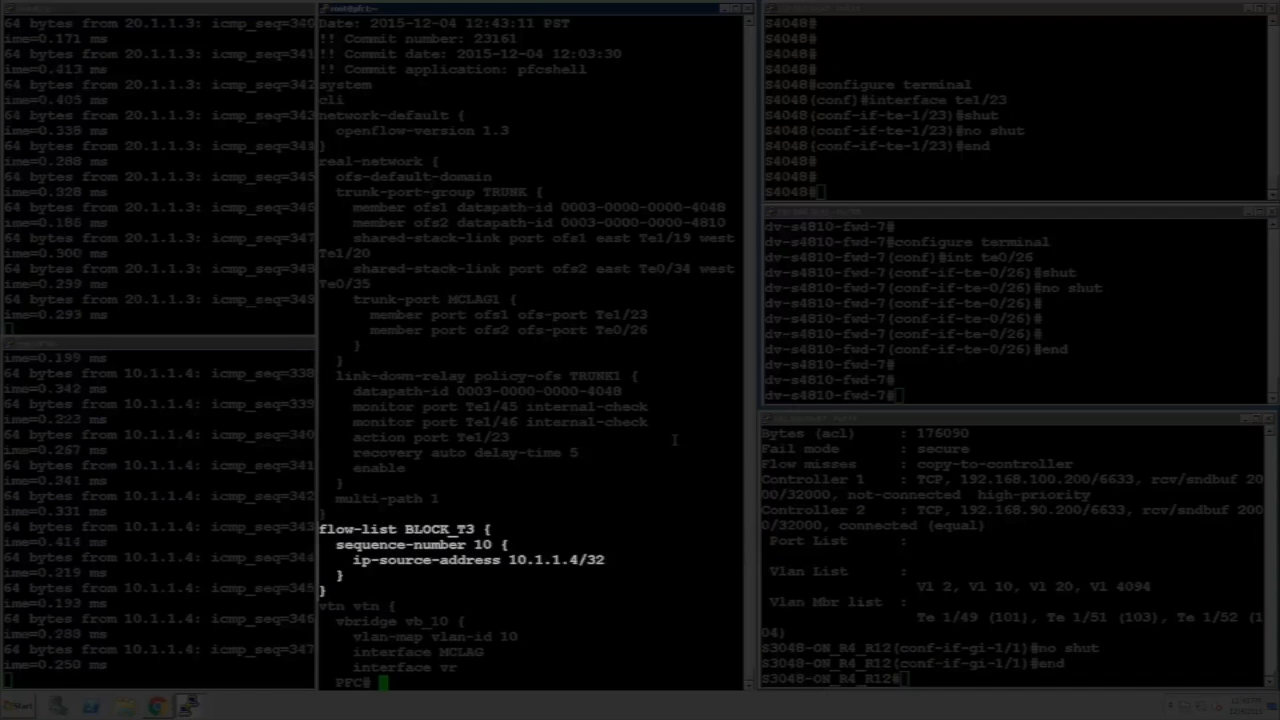 64 bytes from 20.1.1.3: icmp_seq=340
ime=0.171 ms
64 bytes from 20.1.1.3: icmp_seq=341
ime=0.413 ms
64 bytes from 20.1.1.3: icmp_seq=342
ime=0.405 ms
64 bytes from 20.1.1.3: icmp_seq=343
ime=0.338 ms
64 bytes from 20.1.1.3: icmp_seq=344
ime=0.288 ms
64 bytes from 20.1.1.3: icmp_seq=345
ime=0.328 ms
64 bytes from 20.1.1.3: icmp_seq=346
ime=0.186 ms
64 bytes from 20.1.1.3: icmp_seq=347
ime=0.300 ms
64 bytes from 20.1.1.3: icmp_seq=348
ime=0.299 ms
64 bytes from 20.1.1.3: icmp_seq=349
ime=0.293 ms
ime=0.199 ms
64 bytes from 10.1.1.4: icmp_seq=338
ime=0.342 ms
64 bytes from 10.1.1.4: icmp_seq=339
ime=0.223 ms
64 bytes from 10.1.1.4: icmp_seq=340
ime=0.267 ms
64 bytes from 10.1.1.4: icmp_seq=341
ime=0.341 ms
64 bytes from 10.1.1.4: icmp_seq=342
ime=0.331 ms
64 bytes from 10.1.1.4: icmp_seq=343
ime=0.414 ms
64 bytes from 10.1.1.4: icmp_seq=344
ime=0.219 ms
64 bytes from 10.1.1.4: icmp_seq=345
ime=0.193 ms
64 bytes from 10.1.1.4: icmp_seq=346
ime=0.288 ms
64 bytes from 10.1.1.4: icmp_seq=347
ime=0.250 ms
root@pfc1:~
Date: 2015-12-04 12:43:11 PST
!! Commit number: 23161
!! Commit date: 2015-12-04 12:03:30
!! Commit application: pfcshell
system
cli
network-default {
openflow-version 1.3
}
real-network {
ofs-default-domain
trunk-port-group TRUNK {
member ofs1 datapath-id 0003-0000-0000-4048
member ofs2 datapath-id 0003-0000-0000-4810
shared-stack-link port ofs1 east Te1/19 west
Te1/20
shared-stack-link port ofs2 east Te0/34 west
Te0/35
trunk-port MCLAG1 {
member port ofs1 ofs-port Te1/23
member port ofs2 ofs-port Te0/26
}
}
link-down-relay policy-ofs TRUNK1 {
datapath-id 0003-0000-0000-4048
monitor port Te1/45 internal-check
monitor port Te1/46 internal-check
action port Te1/23
recovery auto delay-time 5
enable
}
multi-path 1
}
flow-list BLOCK_T3 {
sequence-number 10 {
ip-source-address 10.1.1.4/32
}
}
vtn vtn {
vbridge vb_10 {
vlan-map vlan-id 10
interface MCLAG
interface vr
PFC#
S4048#
S4048#
S4048#
S4048#
S4048#configure terminal
S4048(conf)#interface te1/23
S4048(conf-if-te-1/23)#shut
S4048(conf-if-te-1/23)#no shut
S4048(conf-if-te-1/23)#end
S4048#
S4048#
S4048#
dv-s4810-fwd-7#
dv-s4810-fwd-7#configure terminal
dv-s4810-fwd-7(conf)#int te0/26
dv-s4810-fwd-7(conf-if-te-0/26)#shut
dv-s4810-fwd-7(conf-if-te-0/26)#no shut
dv-s4810-fwd-7(conf-if-te-0/26)#
dv-s4810-fwd-7(conf-if-te-0/26)#
dv-s4810-fwd-7(conf-if-te-0/26)#
dv-s4810-fwd-7(conf-if-te-0/26)#end
dv-s4810-fwd-7#
dv-s4810-fwd-7#
dv-s4810-fwd-7#
Bytes (acl) : 176090
Fail mode : secure
Flow misses : copy-to-controller
Controller 1 : TCP, 192.168.100.200/6633, rcv/sndbuf 20
00/32000, not-connected high-priority
Controller 2 : TCP, 192.168.90.200/6633, rcv/sndbuf 200
0/32000, connected (equal)
Port List :
Vlan List :
Vl 2, Vl 10, Vl 20, Vl 4094
Vlan Mbr list :
Te 1/49 (101), Te 1/51 (103), Te 1/52 (1
04)
S3048-ON_R4_R12(conf-if-gi-1/1)#no shut
S3048-ON_R4_R12(conf-if-gi-1/1)#end
S3048-ON_R4_R12#
Start